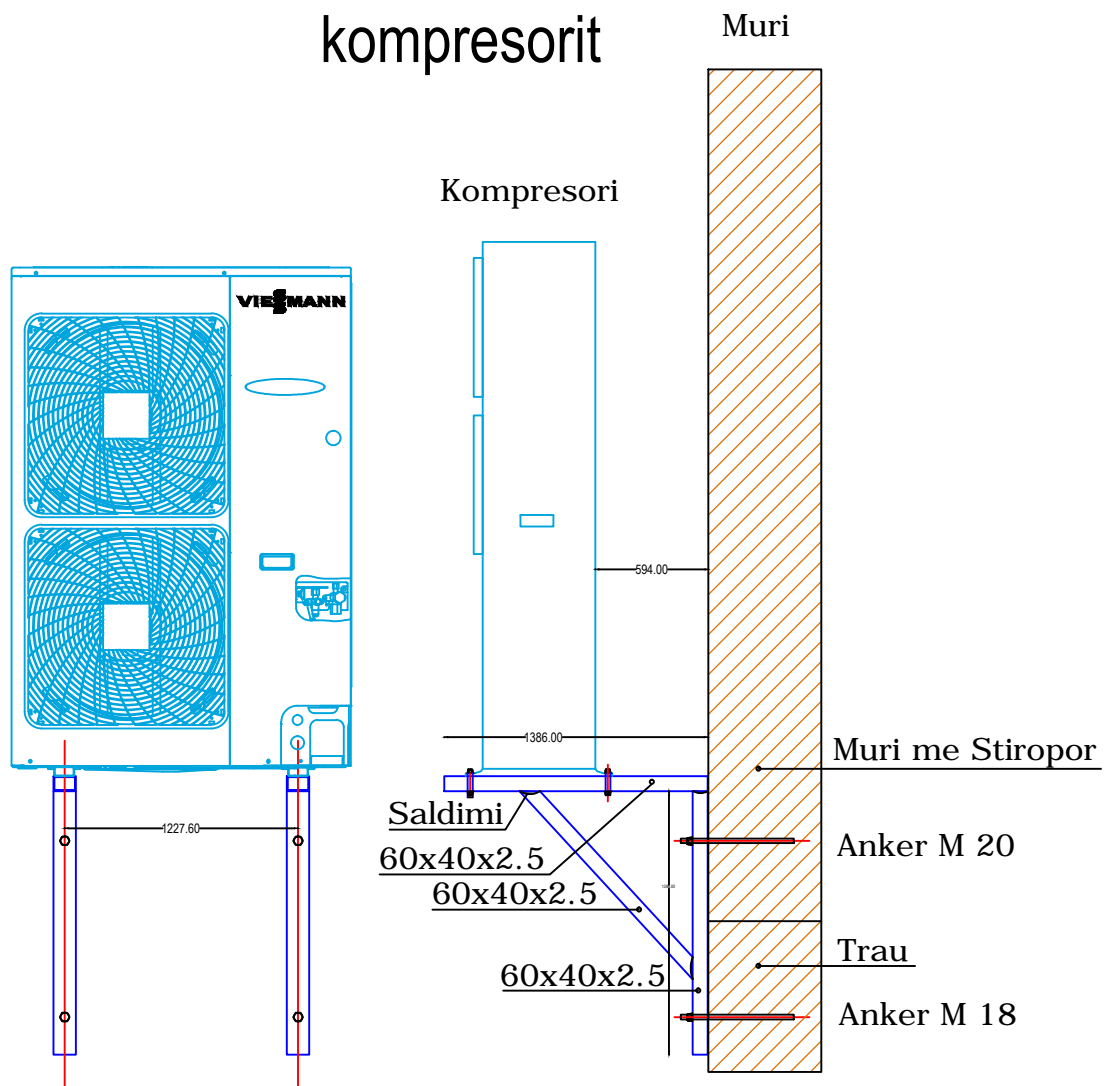 kompresorit
Muri
Kompresori
VIESMANN
594.00
1386.00
Muri me Stiropor
Saldimi
1227.60
Anker M 20
60x40x2.5
60x40x2.5
Trau
60x40x2.5
Anker M 18